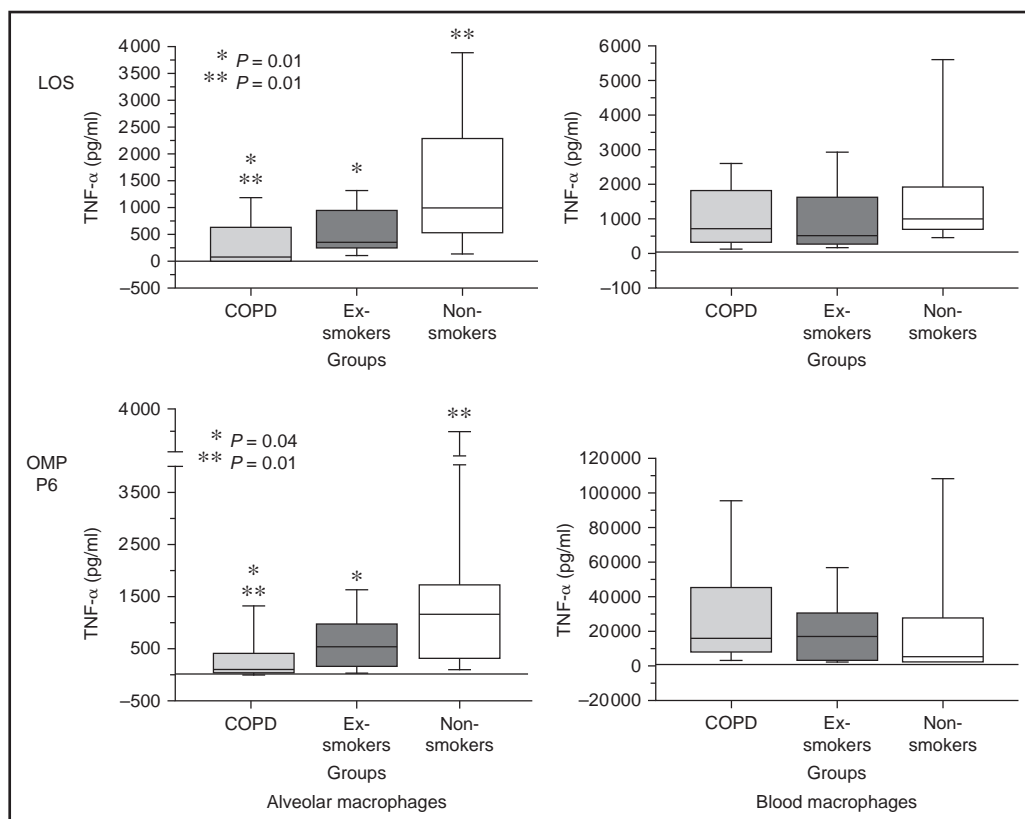 LOS
TNF-α (pg/ml)
4000
3500
3000
2500
2000
1500
1000
500
0
–500
* P = 0.01
** P = 0.01
*
**
*
**
COPD
Ex-
smokers
Non-
smokers
Groups
TNF-α (pg/ml)
6000
5000
4000
3000
2000
1000
0
–100
COPD
Ex-
smokers
Non-
smokers
Groups
OMP
P6
TNF-α (pg/ml)
4000
3500
2500
1500
500
–500
* P = 0.04
** P = 0.01
*
**
*
**
COPD
Ex-
smokers
Non-
smokers
Groups
Alveolar macrophages
TNF-α (pg/ml)
120000
100000
80000
60000
40000
20000
0
–20000
COPD
Ex-
smokers
Non-
smokers
Groups
Blood macrophages